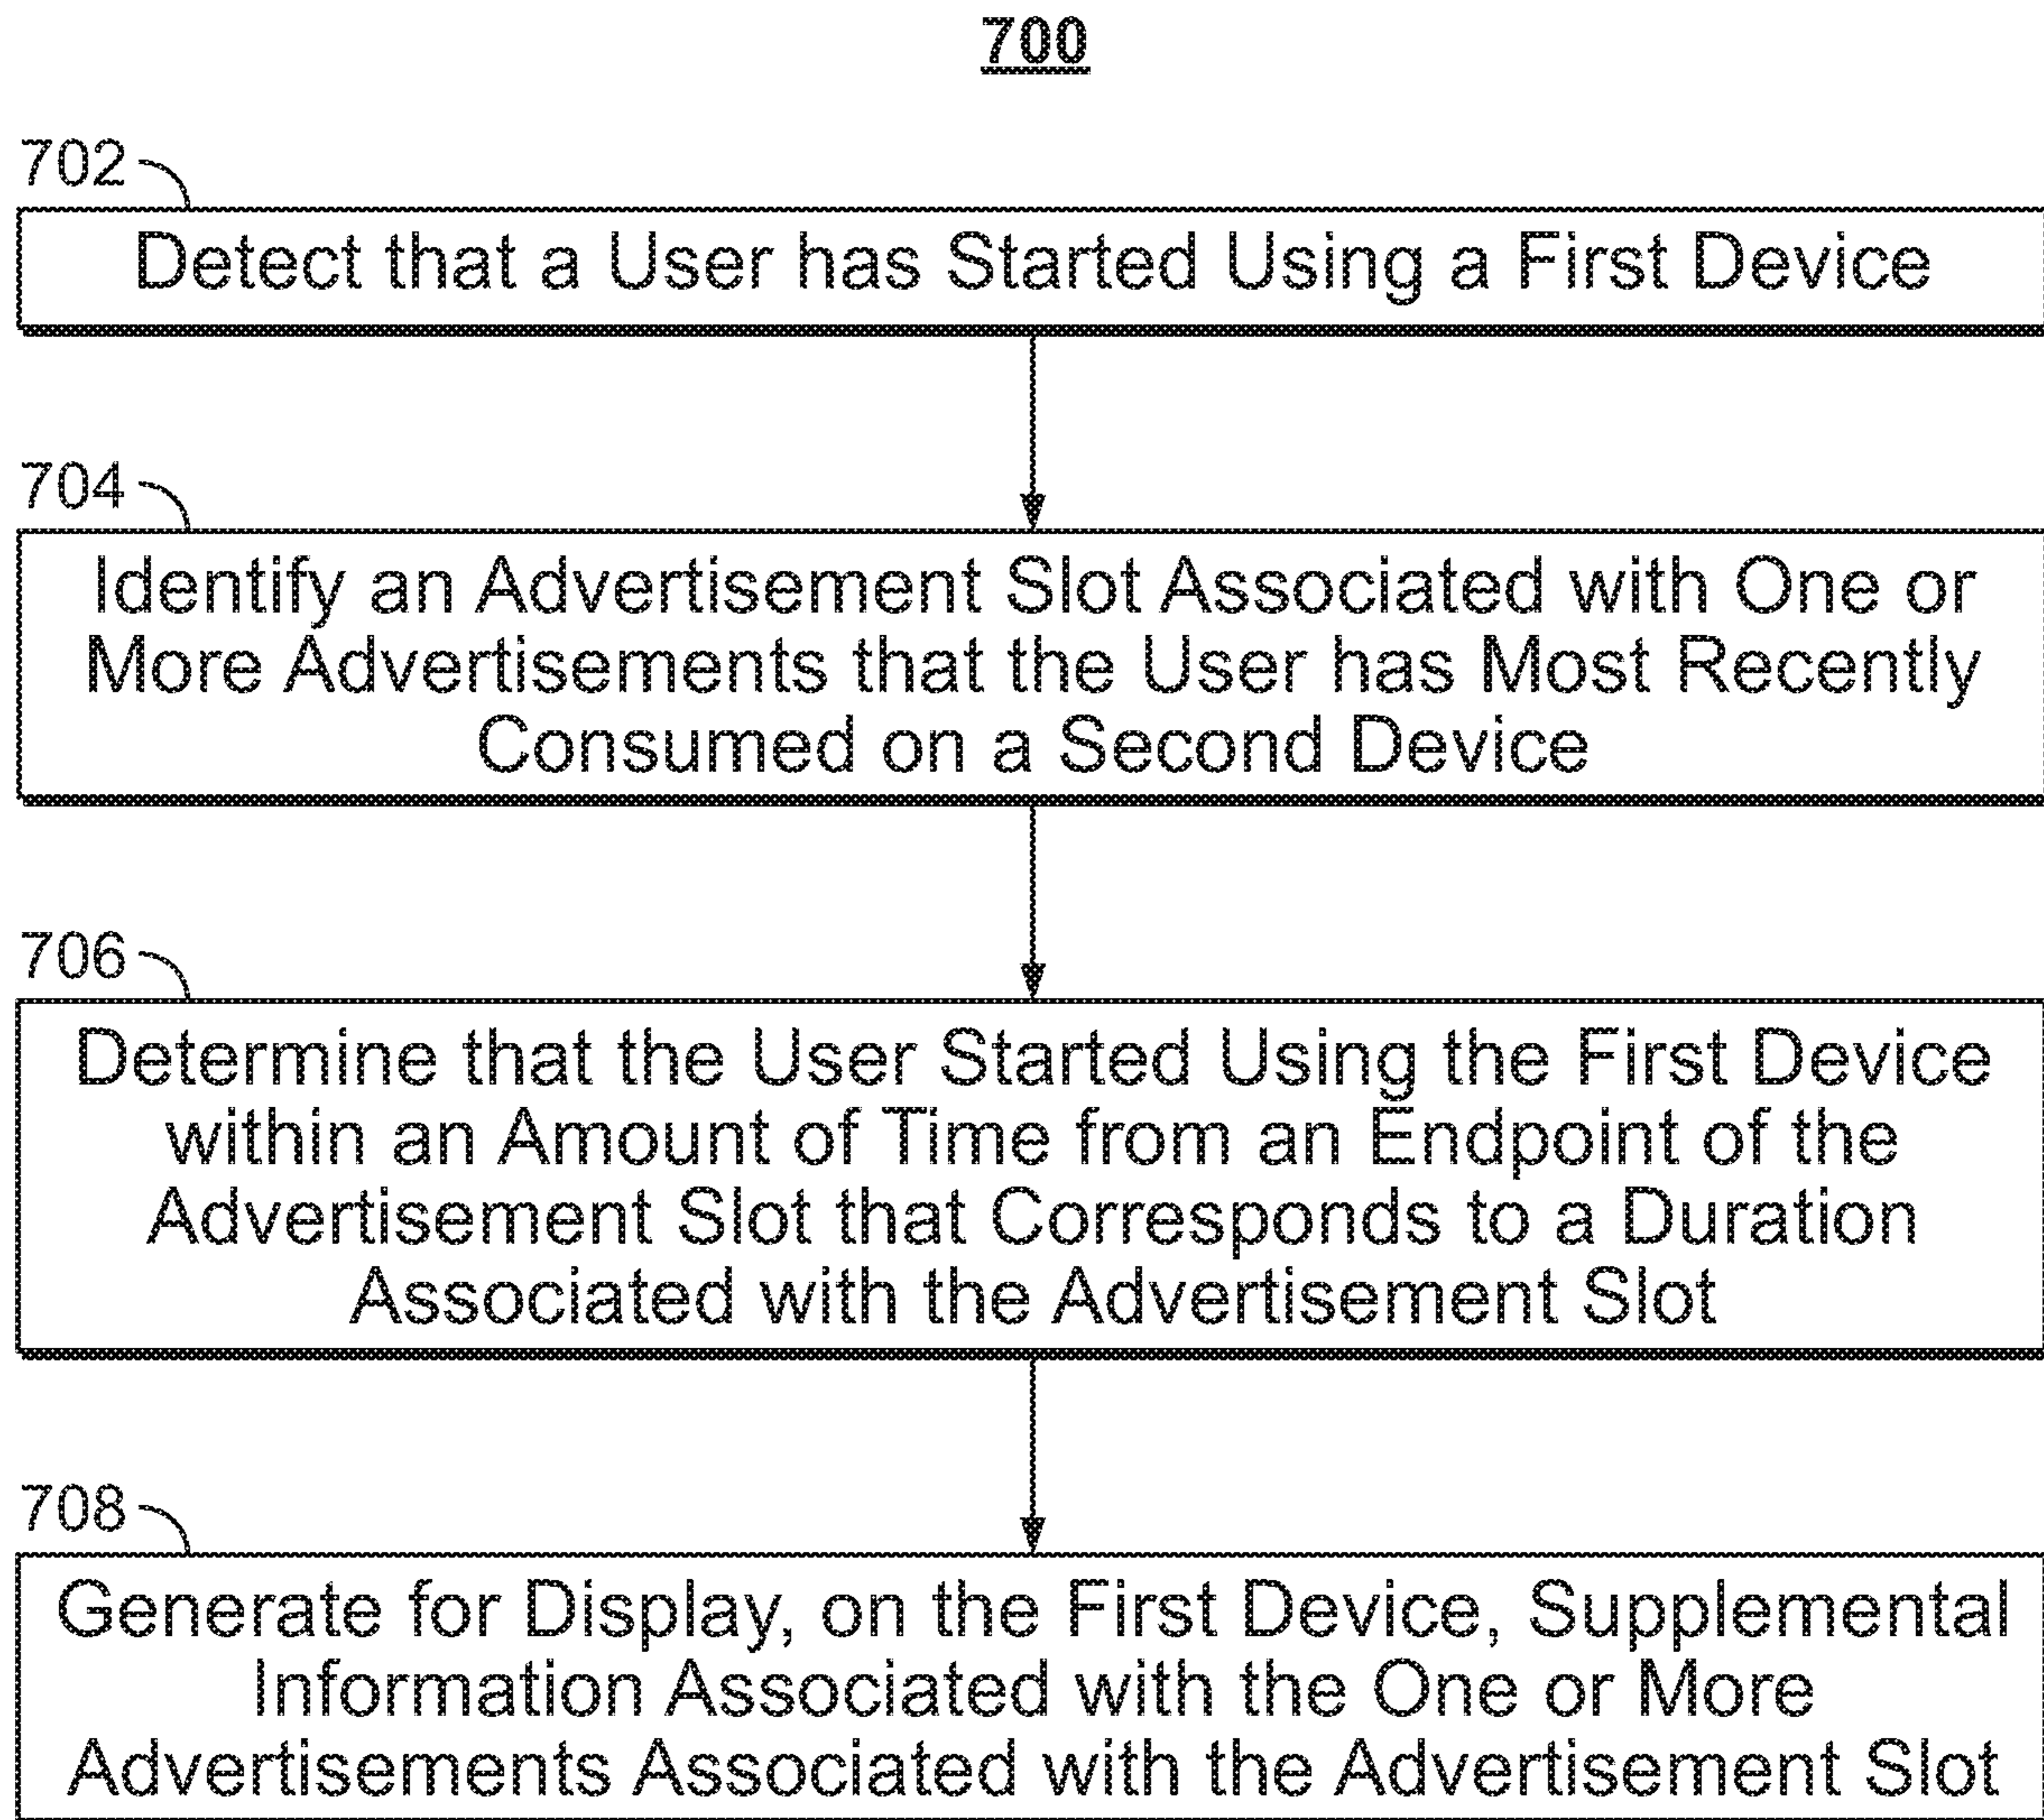 700
702
Detect that a User has Started Using a First Device
704
Identify an Advertisement Slot Associated with One or
More Advertisements that the User has Most Recently
Consumed on a Second Device
706
Determine that the User Started Using the First Device
within an Amount of Time from an Endpoint of the
Advertisement Slot that Corresponds to a Duration
Associated with the Advertisement Slot
708
Generate for Display, on the First Device, Supplemental
Information Associated with the One or More
Advertisements Associated with the Advertisement Slot